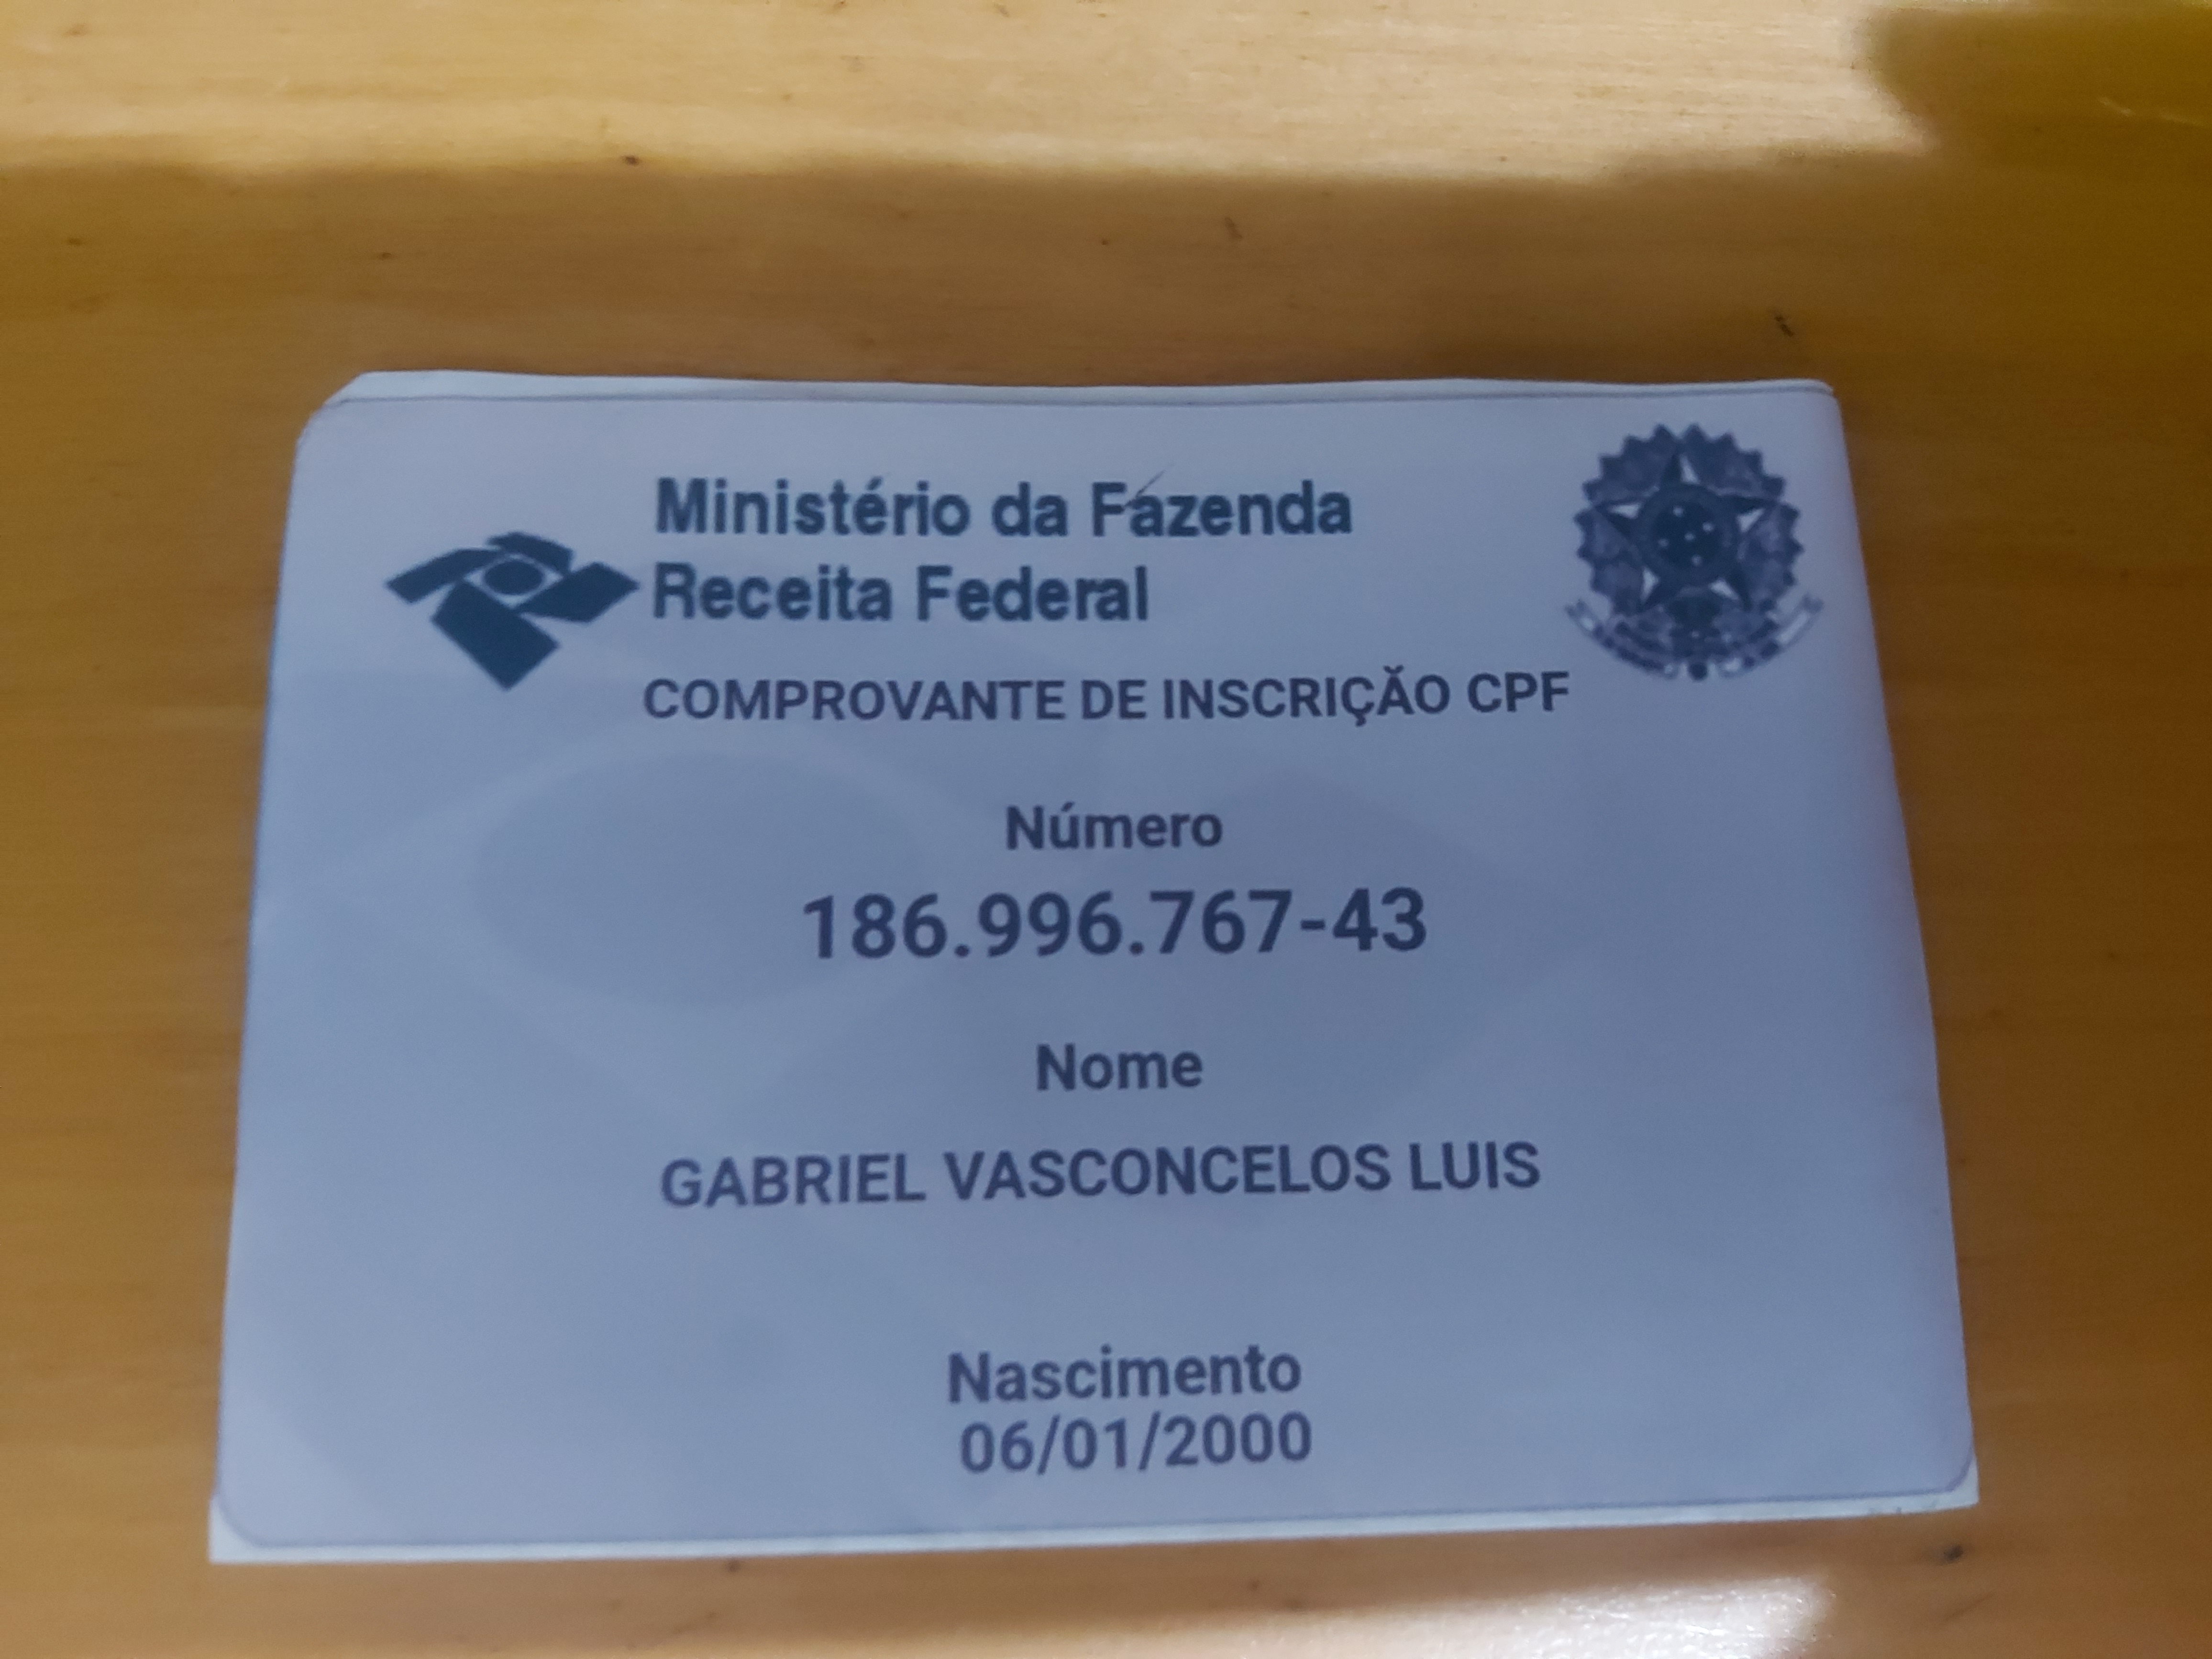 Ministério da Fazenda
Receita Federal
COMPROVANTE DE INSCRIÇÃO CPF
Número
186.996.767-43
Nome
GABRIEL VASCONCELOS LUIS
Nascimento
06/01/2000